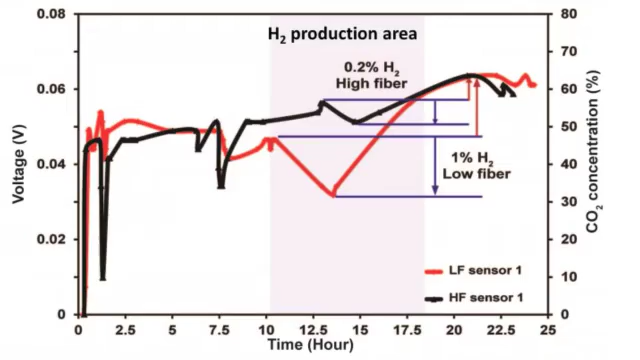 0.08
0.06
0.04
0.02
0
Voltage (V)
H₂ production area
0.2% H₂
High fiber
1% H₂
Low fiber
LF sensor 1
HF sensor 1
80
70
60
50
40
30
20
10
0
CO₂ concentration (%)
0 2.5 5 7.5 10 12.5 15 17.5 20 22.5 25
Time (Hour)